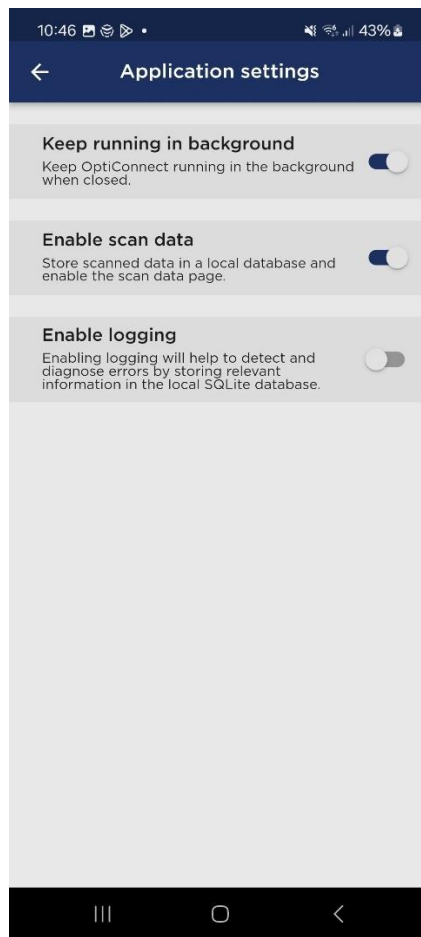 10:46 43%
Application settings
Keep running in background
Keep OptiConnect running in the background
when closed.
Enable scan data
Store scanned data in a local database and
enable the scan data page.
Enable logging
Enabling logging will help to detect and
diagnose errors by storing relevant
information in the local SQLite database.